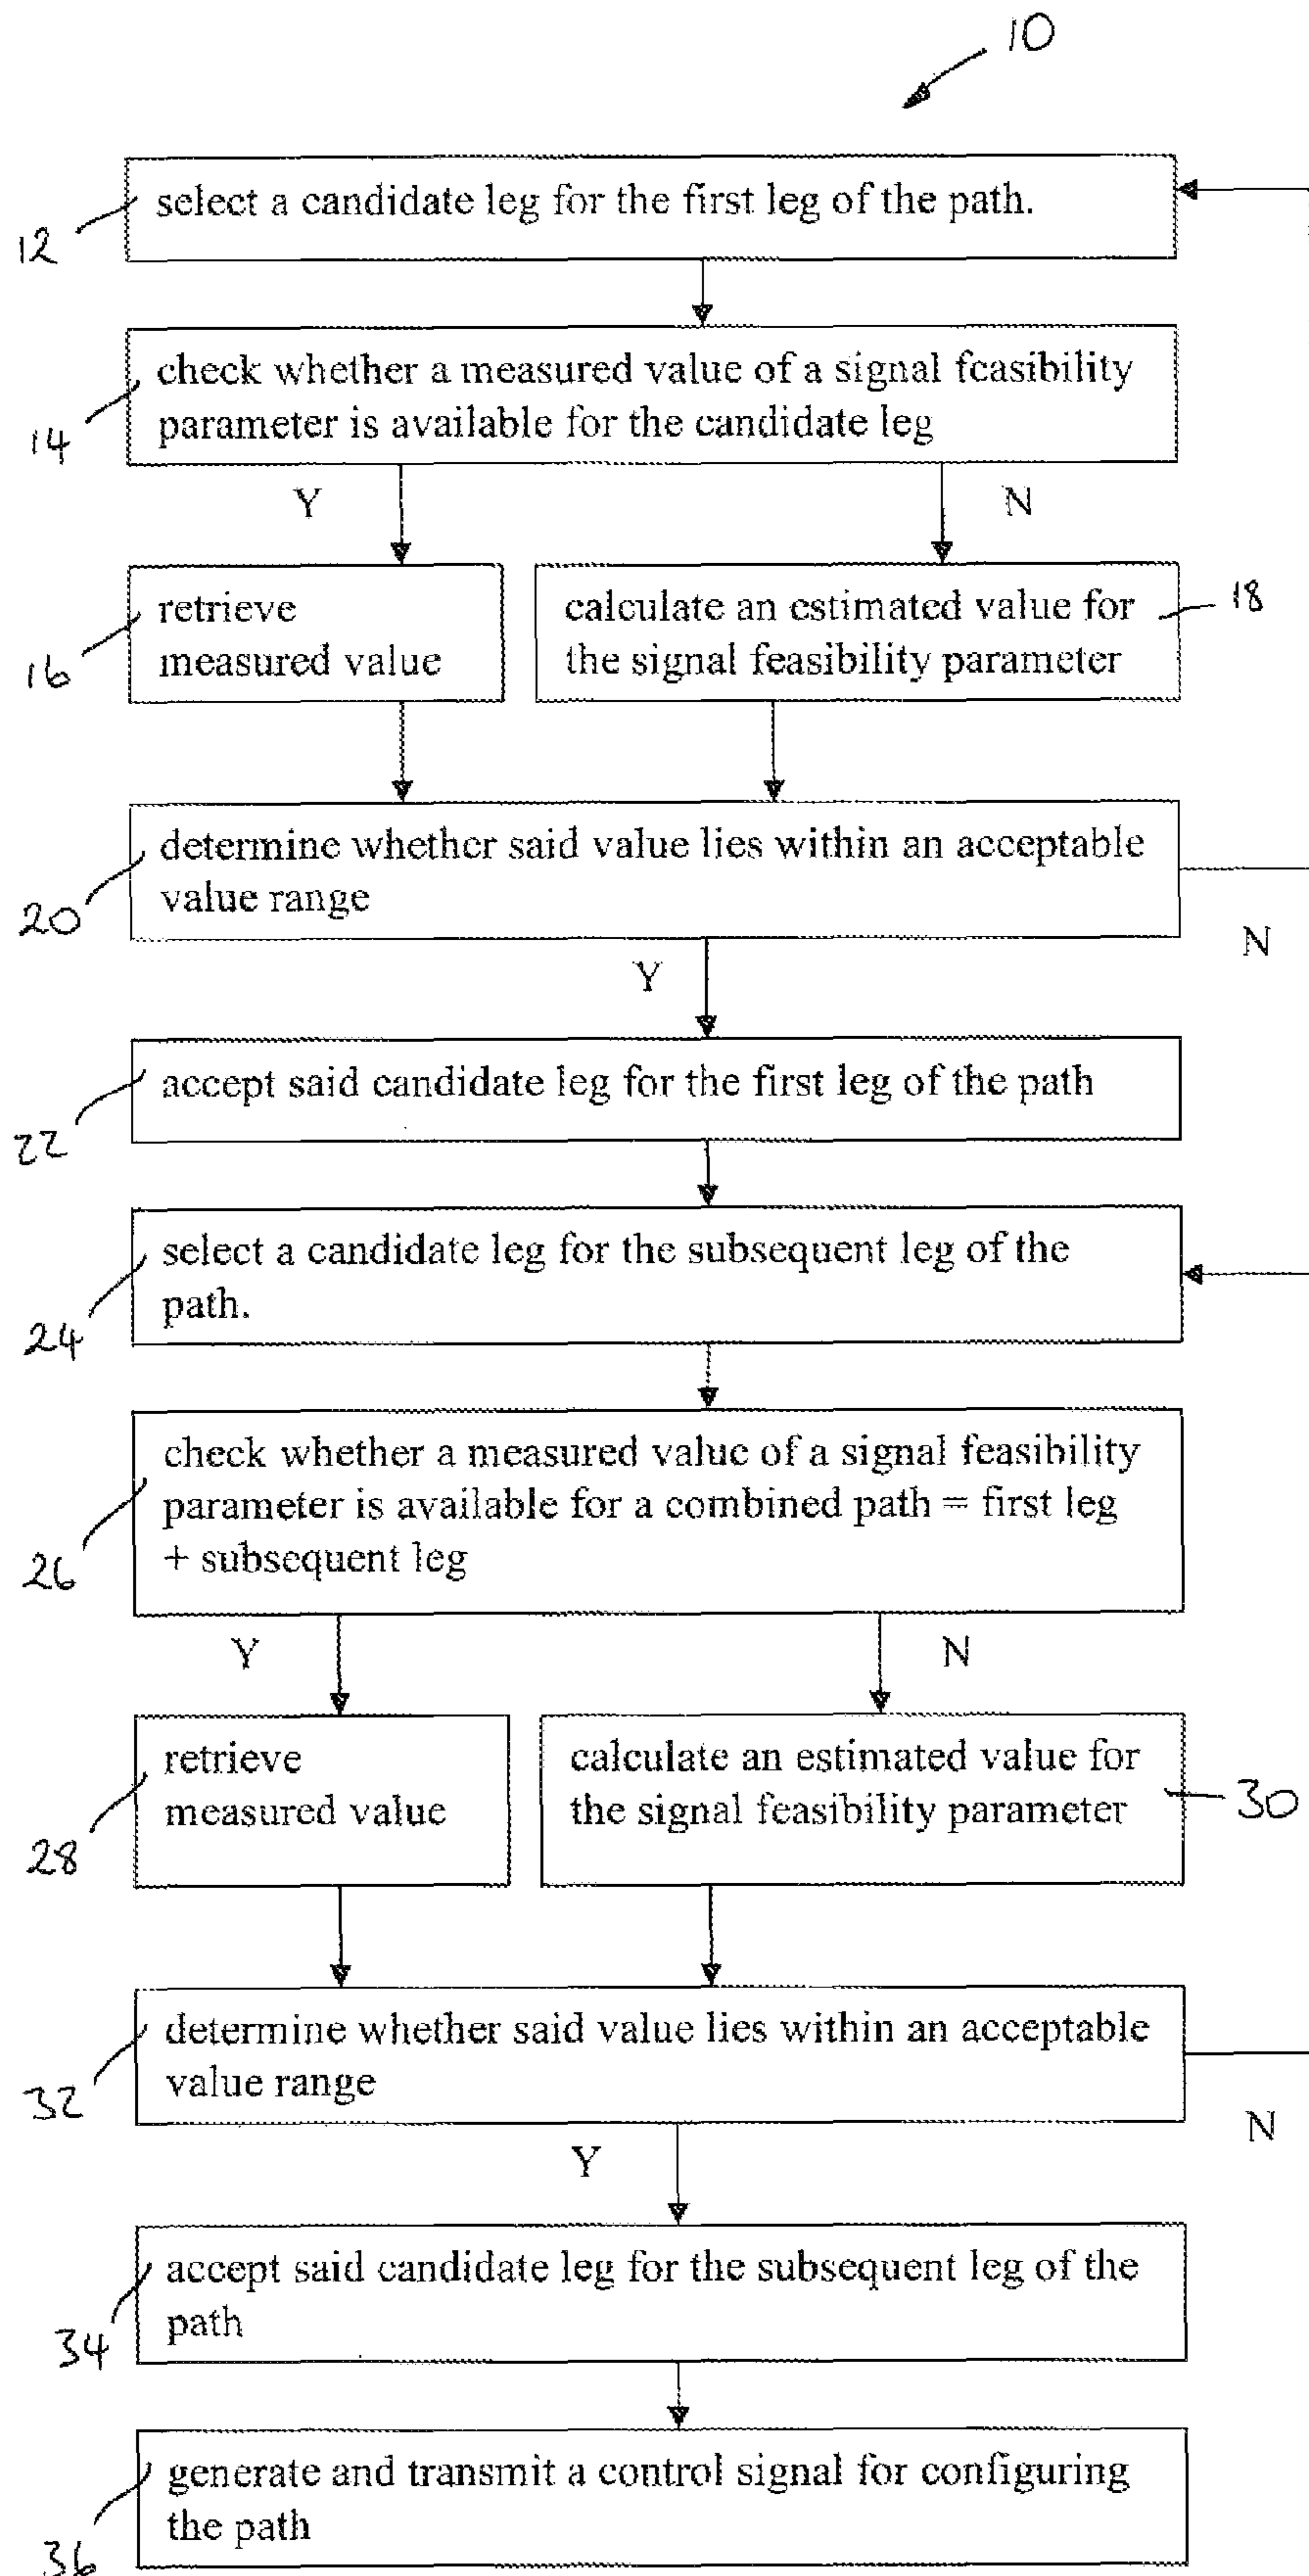 10
select a candidate leg for the first leg of the path.
12
check whether a measured value of a signal feasibility
parameter is available for the candidate leg
14
Y
N
retrieve
measured value
16
calculate an estimated value for
the signal feasibility parameter
18
determine whether said value lies within an acceptable
value range
20
N
Y
accept said candidate leg for the first leg of the path
22
select a candidate leg for the subsequent leg of the
path.
24
check whether a measured value of a signal feasibility
parameter is available for a combined path = first leg
+ subsequent leg
26
Y
N
retrieve
measured value
28
calculate an estimated value for
the signal feasibility parameter
30
determine whether said value lies within an acceptable
value range
32
N
Y
accept said candidate leg for the subsequent leg of the
path
34
generate and transmit a control signal for configuring
the path
36